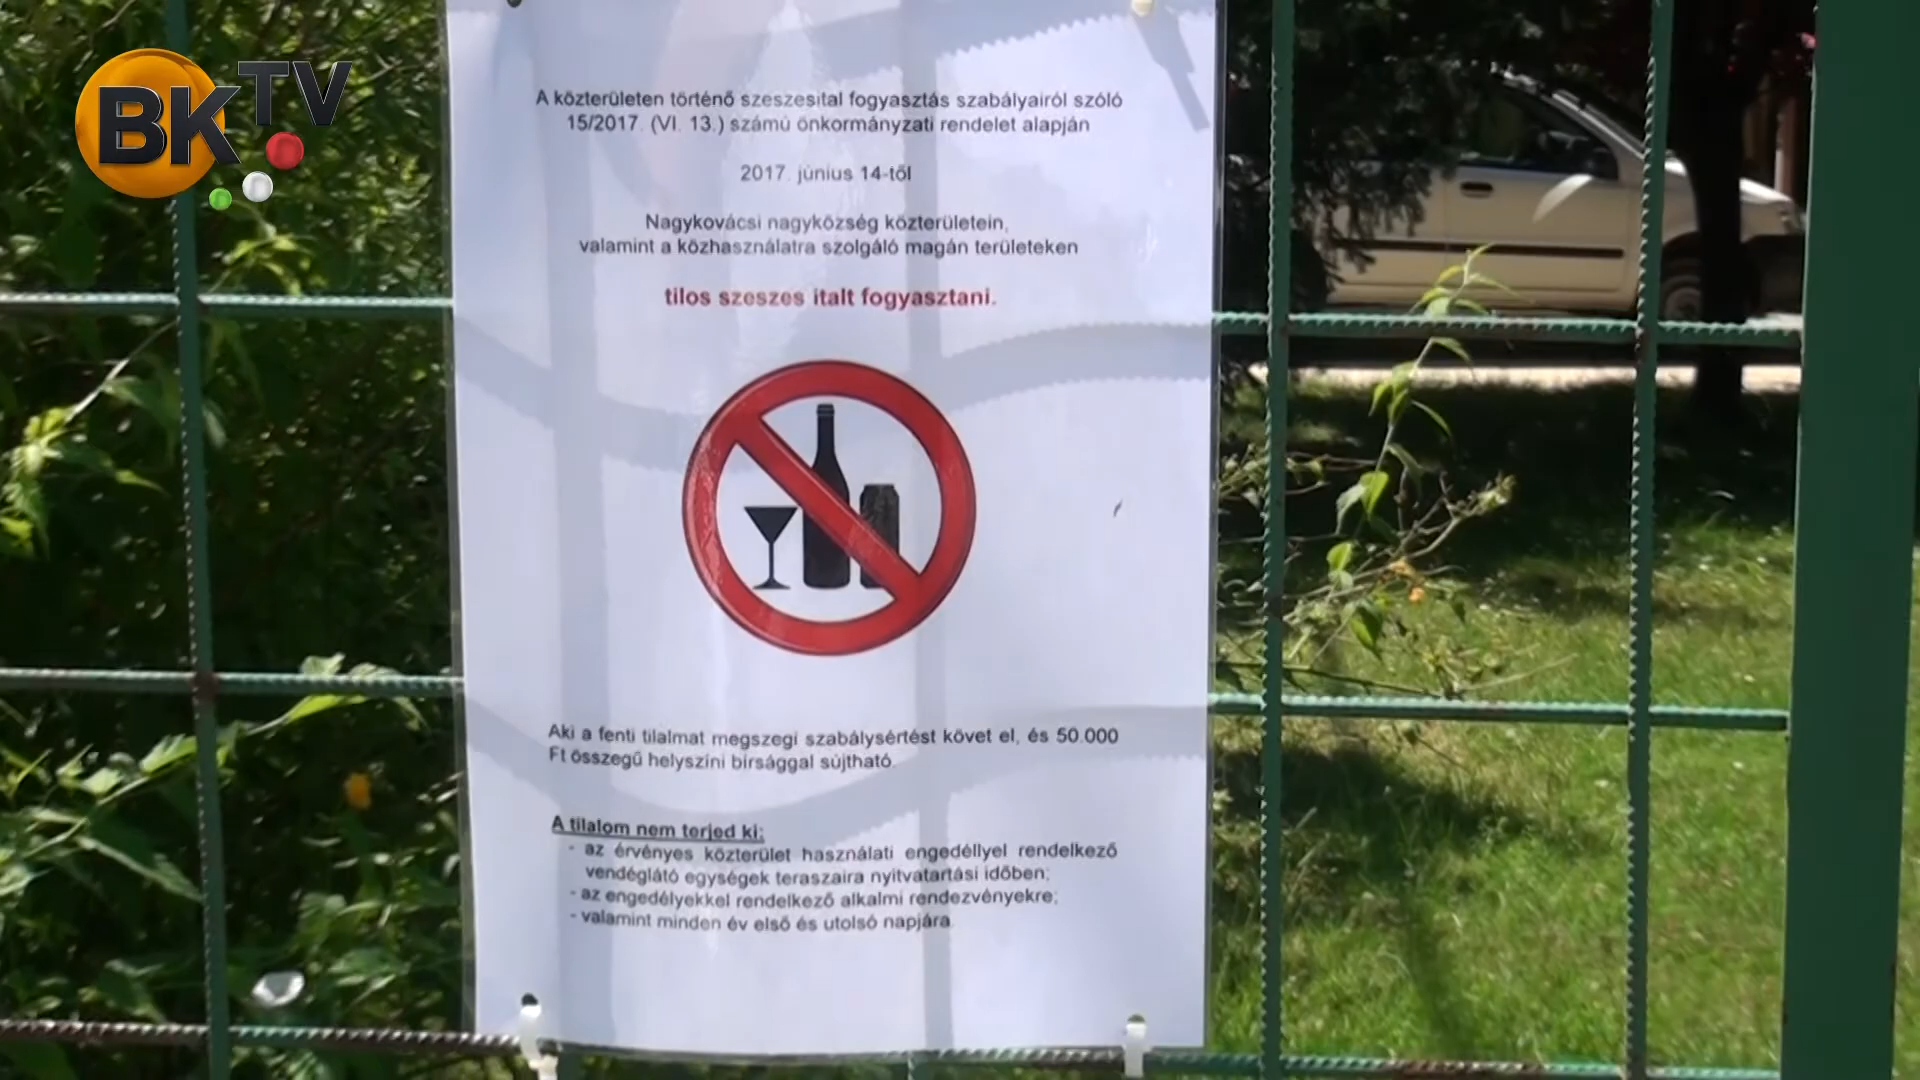 BKTV
A közterületen történő szeszesital fogyasztás szabályairól szóló
15/2017. (VI. 13.) számú önkormányzati rendelet alapján
2017. június 14-től
Nagykovácsi nagyközség közterületein,
valamint a közhasználatra szolgáló magán területeken
tilos szeszes italt fogyasztani.
Aki a fenti tilalmat megszegi szabálysértést követ el, és 50.000
Ft összegű helyszíni bírsággal sújtható.
A tilalom nem terjed ki:
- az érvényes közterület használati engedéllyel rendelkező
vendéglátó egységek teraszaira nyitvatartási időben;
- az engedélyekkel rendelkező alkalmi rendezvényekre;
- valamint minden év első és utolsó napjára.